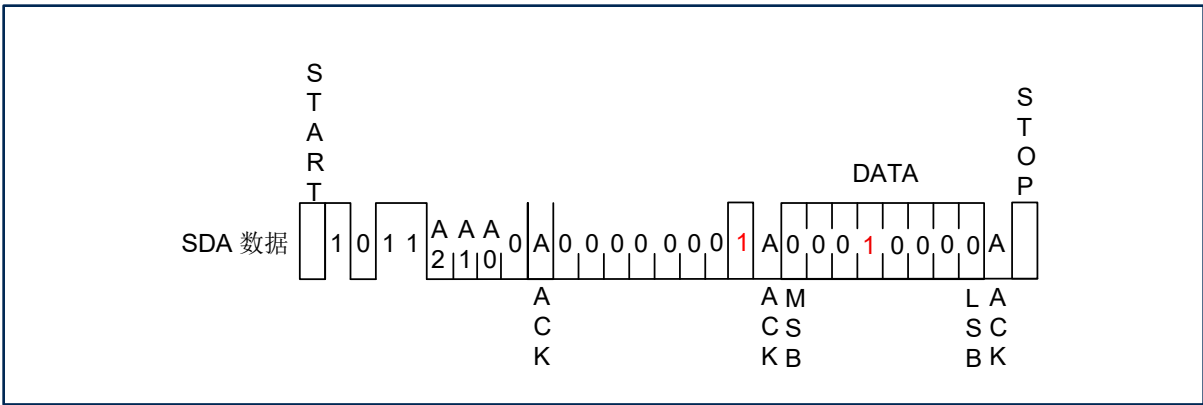 START
STOP
DATA
SDA 数据 1 0 1 1 A2 A1 A0 0 A 0 0 0 0 0 0 0 1 A 0 0 0 1 0 0 0 0 A
ACK
ACK
MSB
LSB
ACK